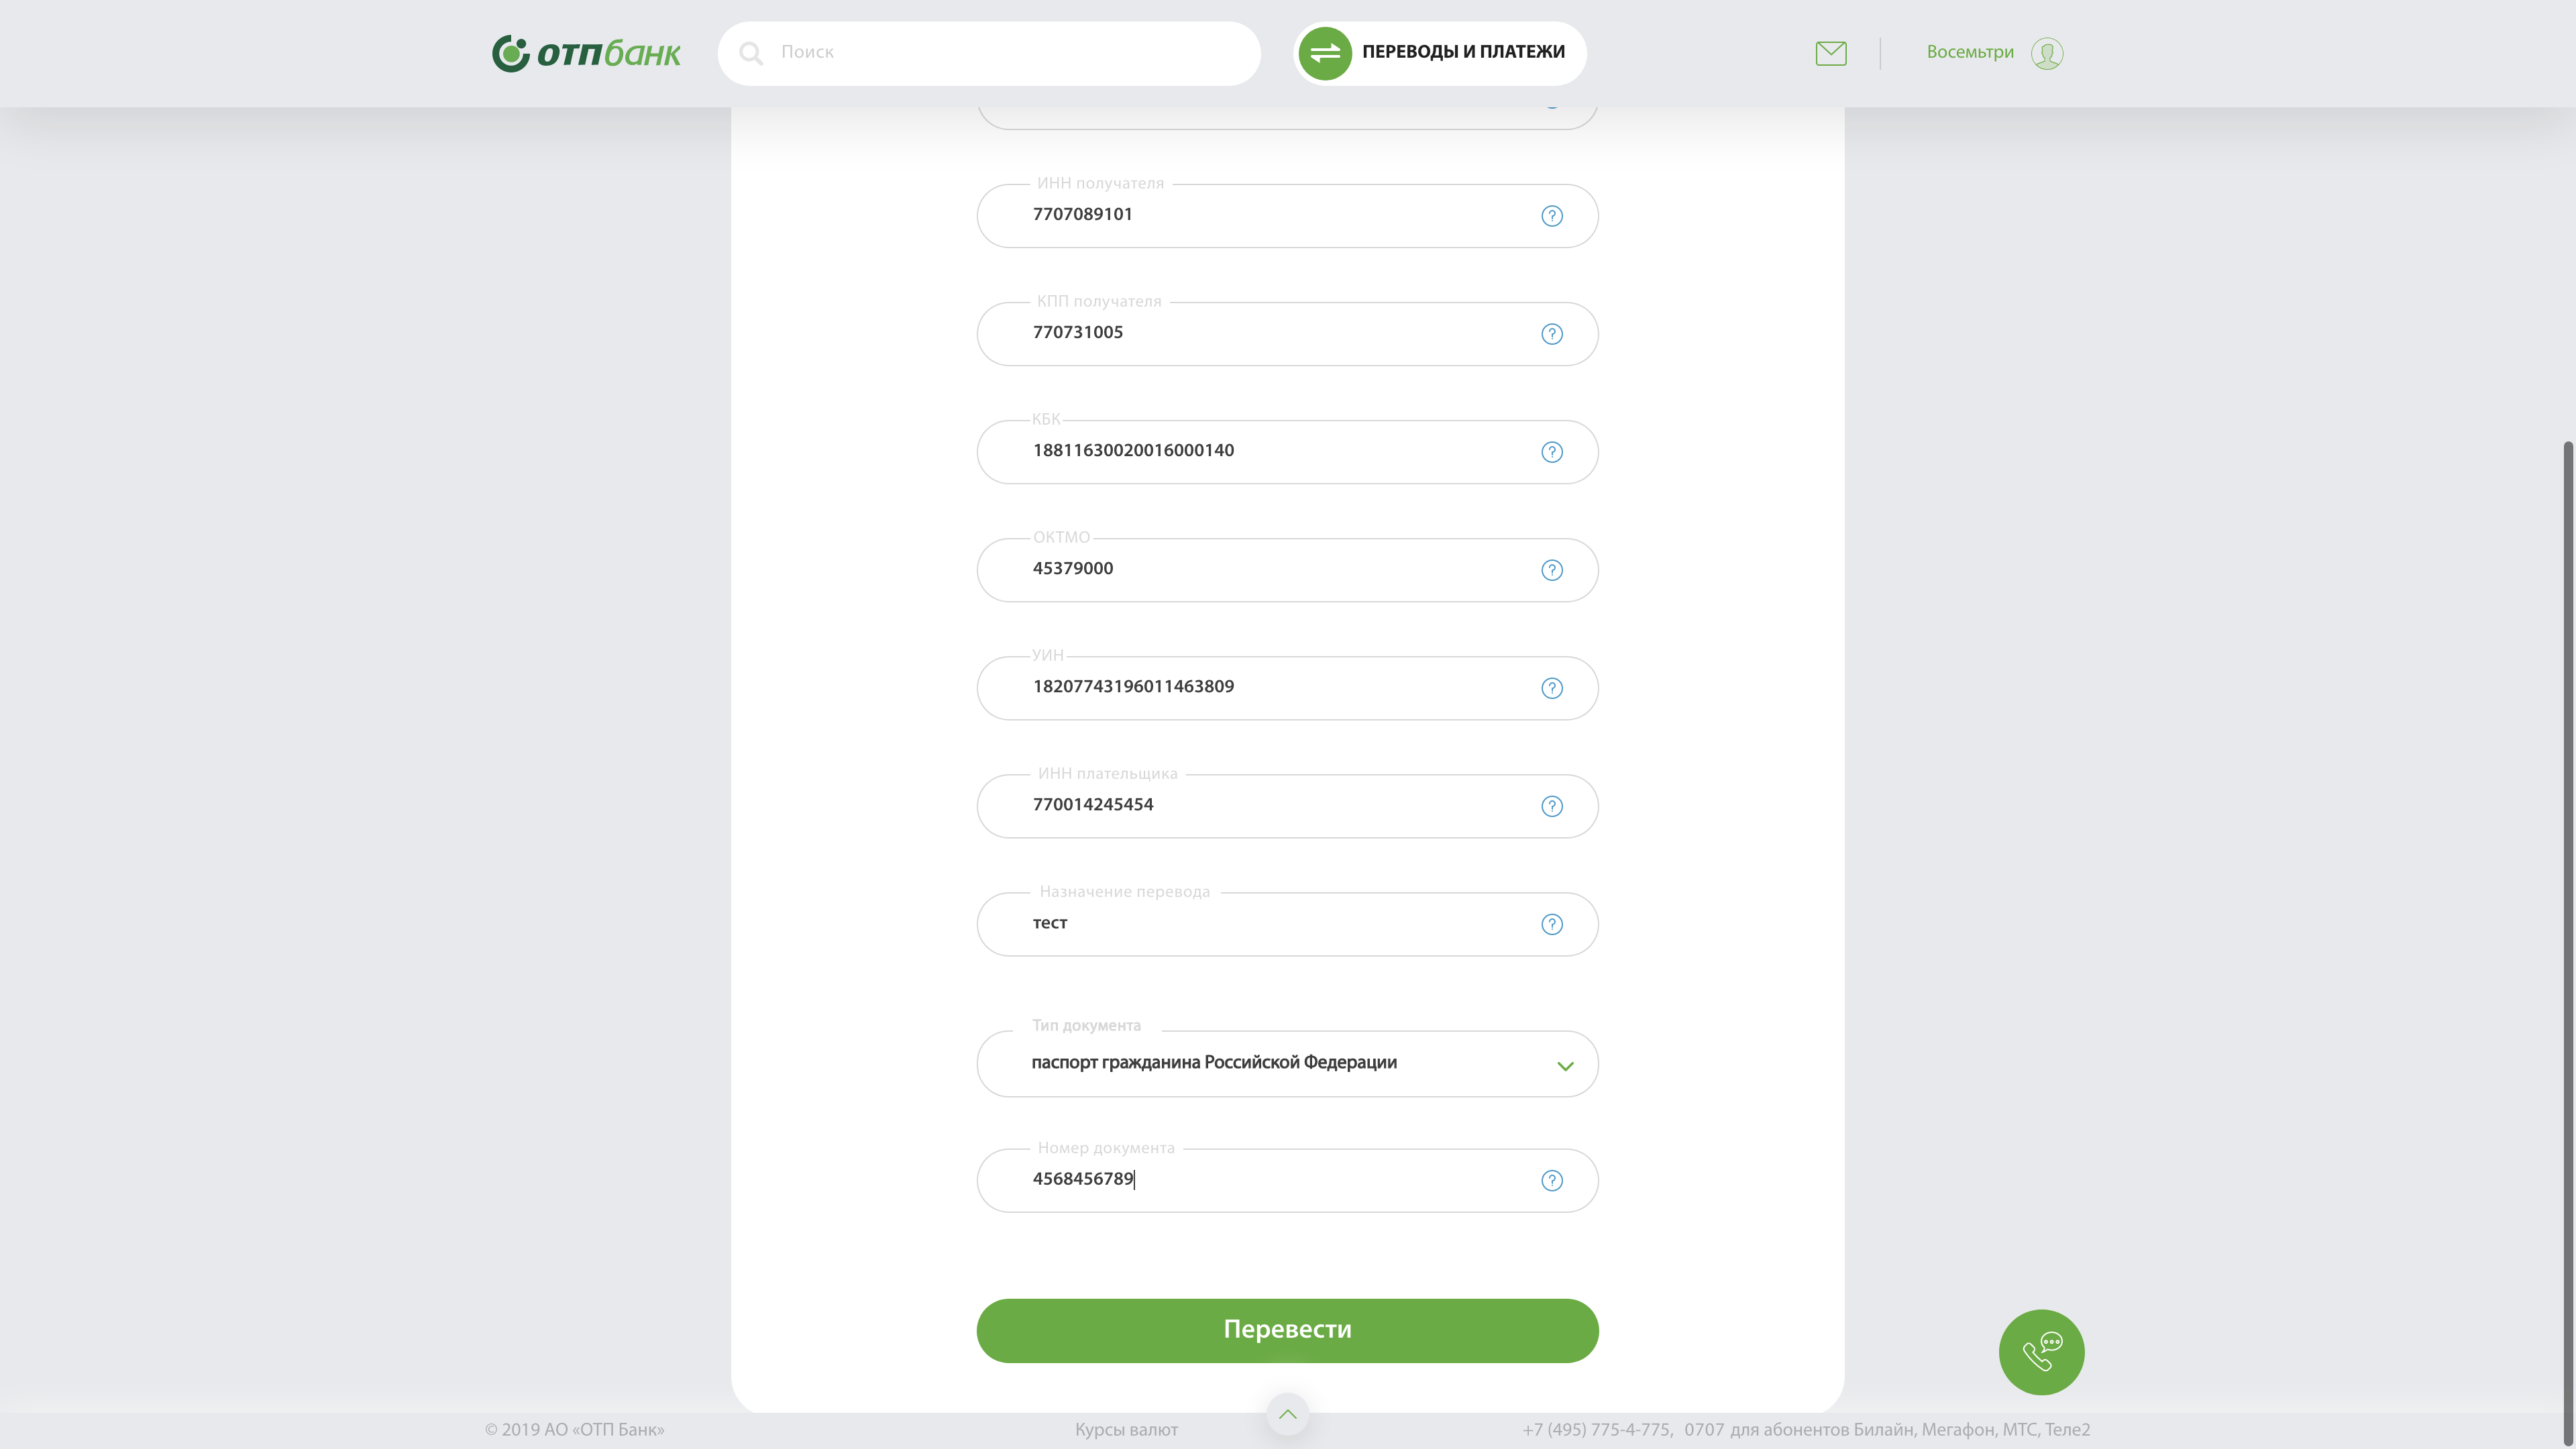 отпбанк
Поиск
ПЕРЕВОДЫ И ПЛАТЕЖИ
Восемьтри
ИНН получателя
7707089101
КПП получателя
770731005
КБК
18811630020016000140
ОКТМО
45379000
УИН
18207743196011463809
ИНН плательщика
770014245454
Назначение перевода
тест
Тип документа
паспорт гражданина Российской Федерации
Номер документа
4568456789
Перевести
© 2019 АО «ОТП Банк»
Курсы валют
+7 (495) 775-4-775, 0707 для абонентов Билайн, Мегафон, МТС, Теле2